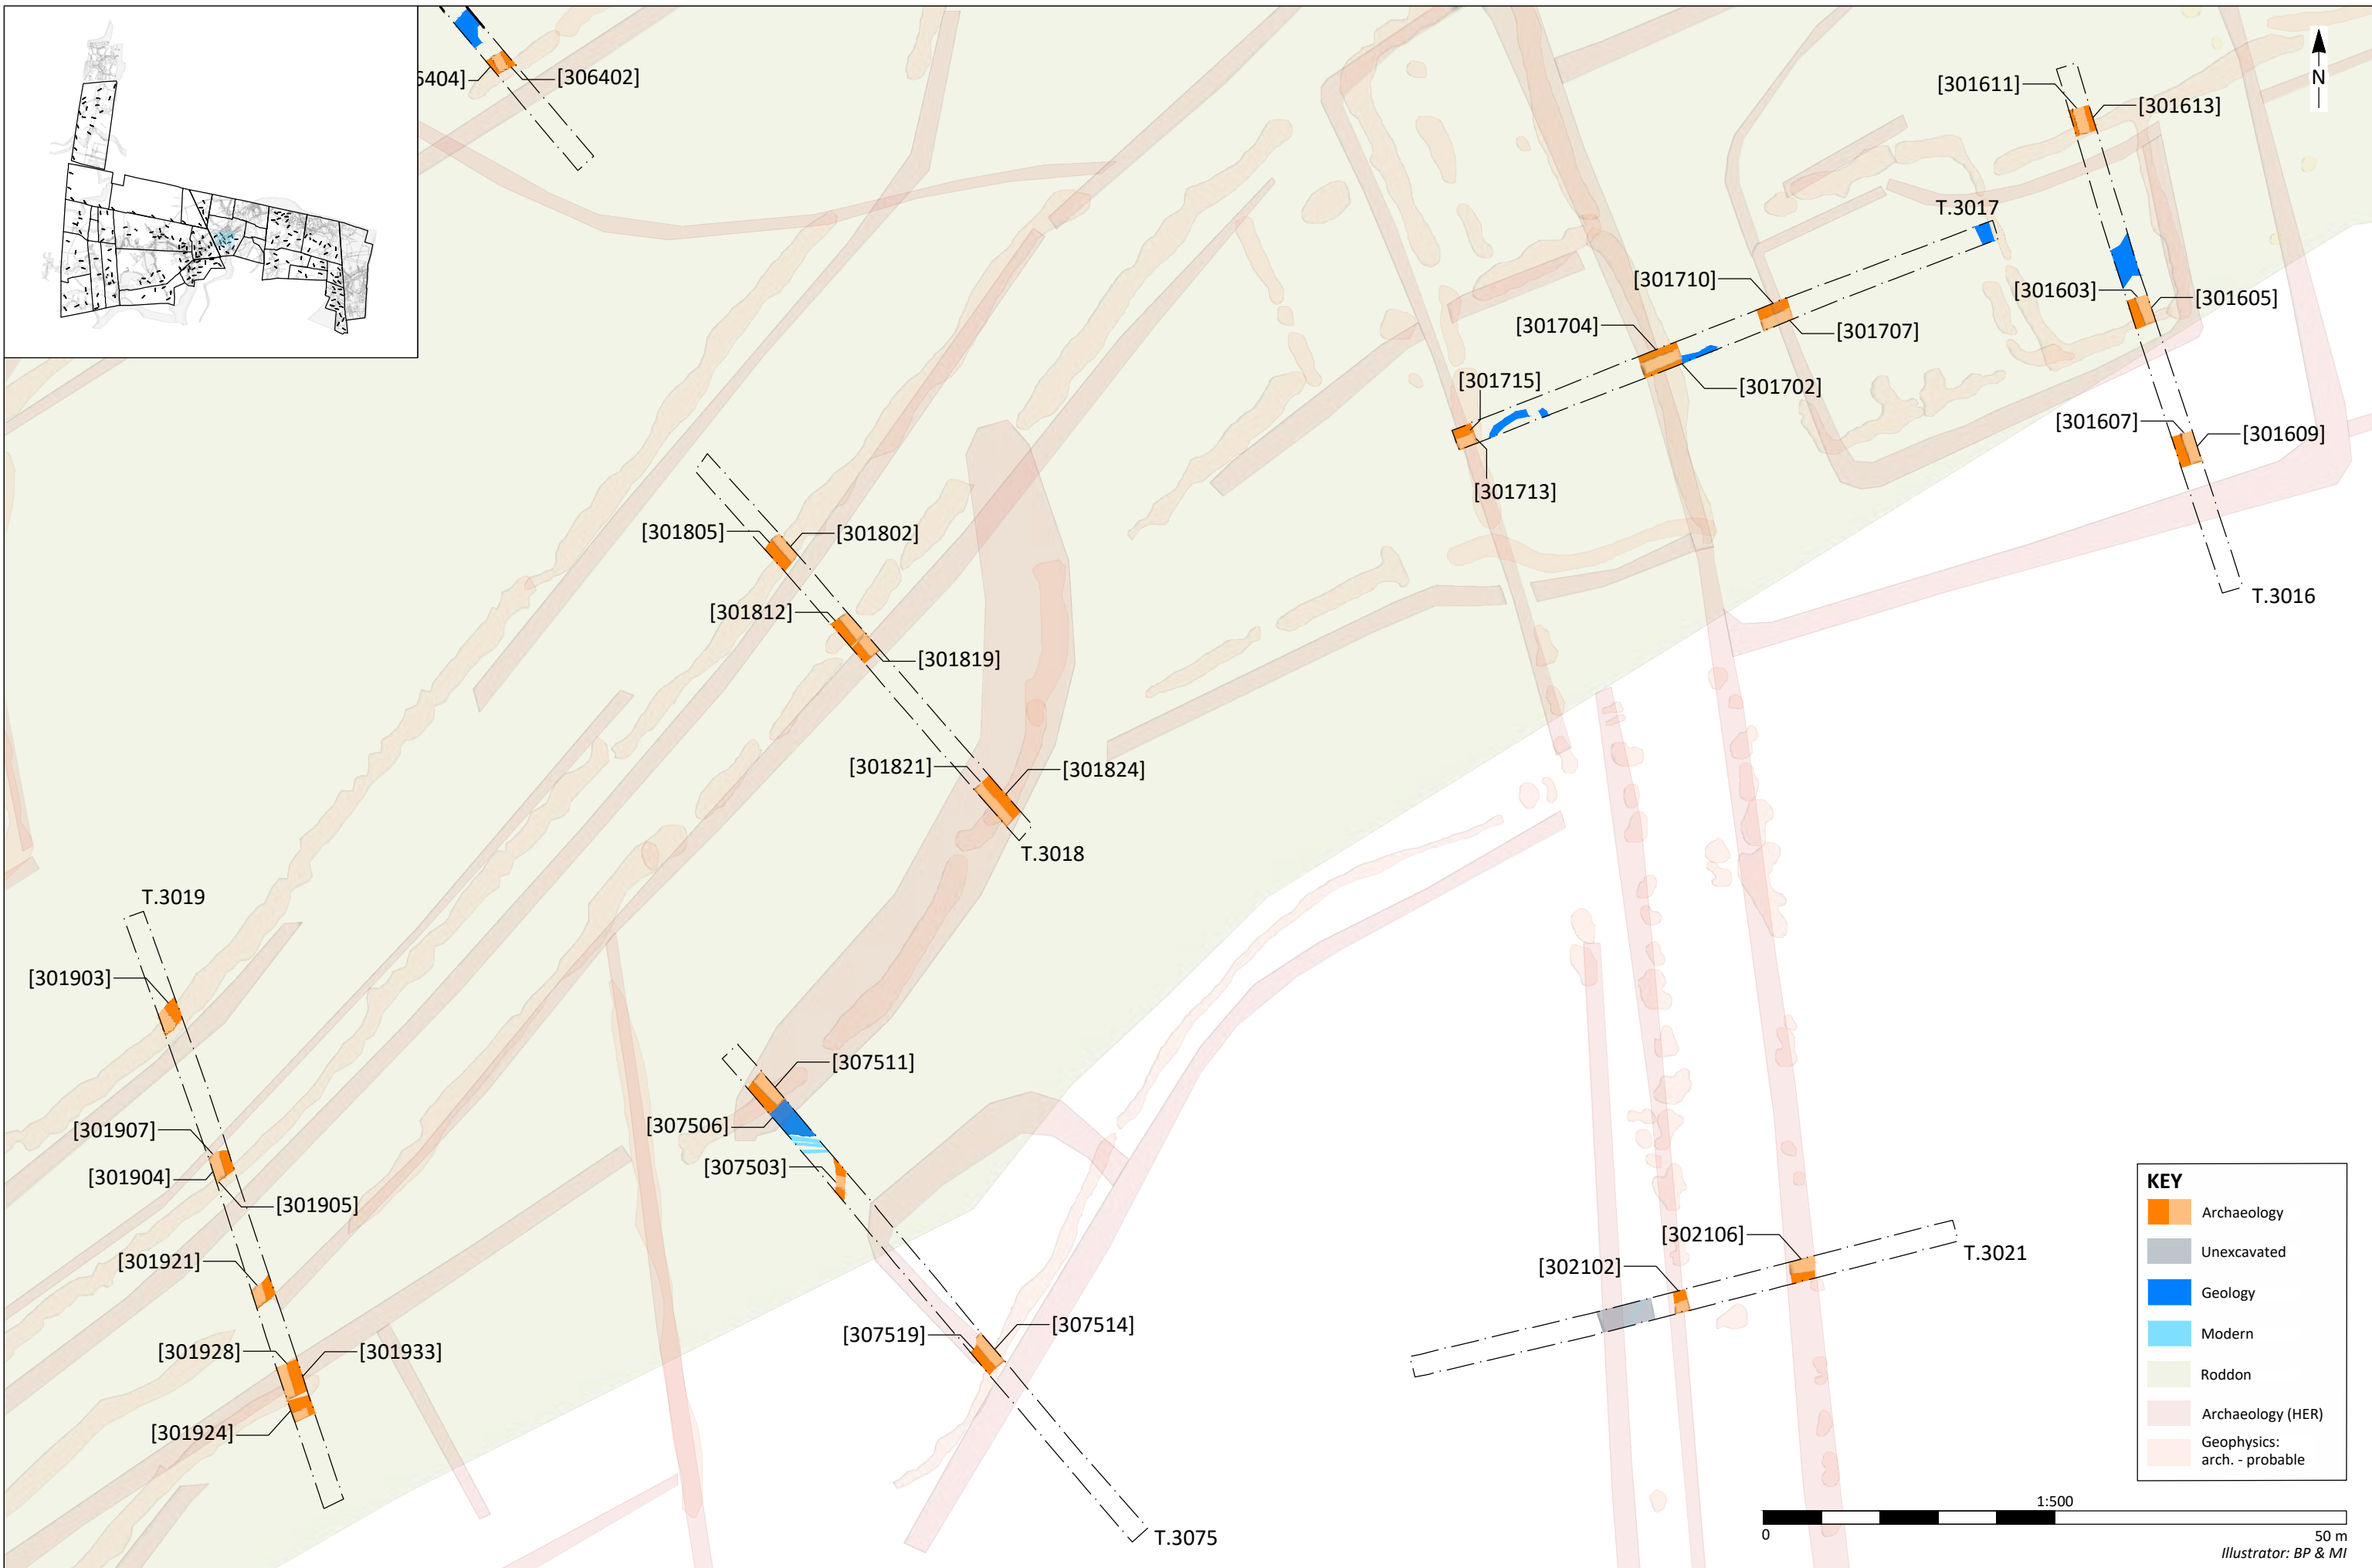 6404]
[306402]
N
[301611]
[301613]
T.3017
[301710]
[301603]
[301605]
[301704]
[301707]
[301715]
[301702]
[301607]
[301609]
[301713]
[301805]
[301802]
T.3016
[301812]
[301819]
[301821]
[301824]
T.3018
T.3019
[301903]
[307511]
[301907]
[307506]
[301904]
[307503]
[301905]
[301921]
[302106]
T.3021
[302102]
[307519]
[307514]
[301928]
[301933]
[301924]
T.3075
KEY
Archaeology
Unexcavated
Geology
Modern
Roddon
Archaeology (HER)
Geophysics:
arch. - probable
1:500
0
50 m
Illustrator: BP & MI